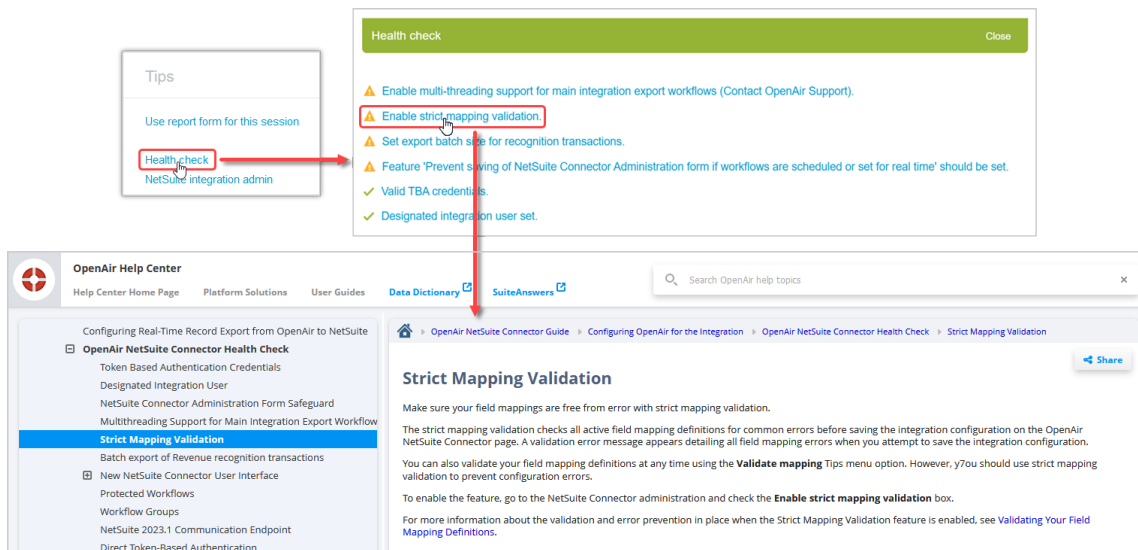 Tips
Use report form for this session
Health check
NetSuite integration admin
Health check
Close
Enable multi-threading support for main integration export workflows (Contact OpenAir Support).
Enable strict mapping validation.
Set export batch size for recognition transactions.
Feature 'Prevent saving of NetSuite Connector Administration form if workflows are scheduled or set for real time' should be set.
Valid TBA credentials.
Designated integration user set.
OpenAir Help Center
Help Center Home Page
Platform Solutions
User Guides
Data Dictionary
SuiteAnswers
Search OpenAir help topics
Configuring Real-Time Record Export from OpenAir to NetSuite
OpenAir NetSuite Connector Health Check
Token Based Authentication Credentials
Designated Integration User
NetSuite Connector Administration Form Safeguard
Multithreading Support for Main Integration Export Workflow
Strict Mapping Validation
Batch export of Revenue recognition transactions
New NetSuite Connector User Interface
Protected Workflows
Workflow Groups
NetSuite 2023.1 Communication Endpoint
Direct Token-Based Authentication
OpenAir NetSuite Connector Guide
Configuring OpenAir for the Integration
OpenAir NetSuite Connector Health Check
Strict Mapping Validation
Share
Strict Mapping Validation
Make sure your field mappings are free from error with strict mapping validation.
The strict mapping validation checks all active field mapping definitions for common errors before saving the integration configuration on the OpenAir
NetSuite Connector page. A validation error message appears detailing all field mapping errors when you attempt to save the integration configuration.
You can also validate your field mapping definitions at any time using the Validate mapping Tips menu option. However, y7ou should use strict mapping
validation to prevent configuration errors.
To enable the feature, go to the NetSuite Connector administration and check the Enable strict mapping validation box.
For more information about the validation and error prevention in place when the Strict Mapping Validation feature is enabled, see Validating Your Field
Mapping Definitions.